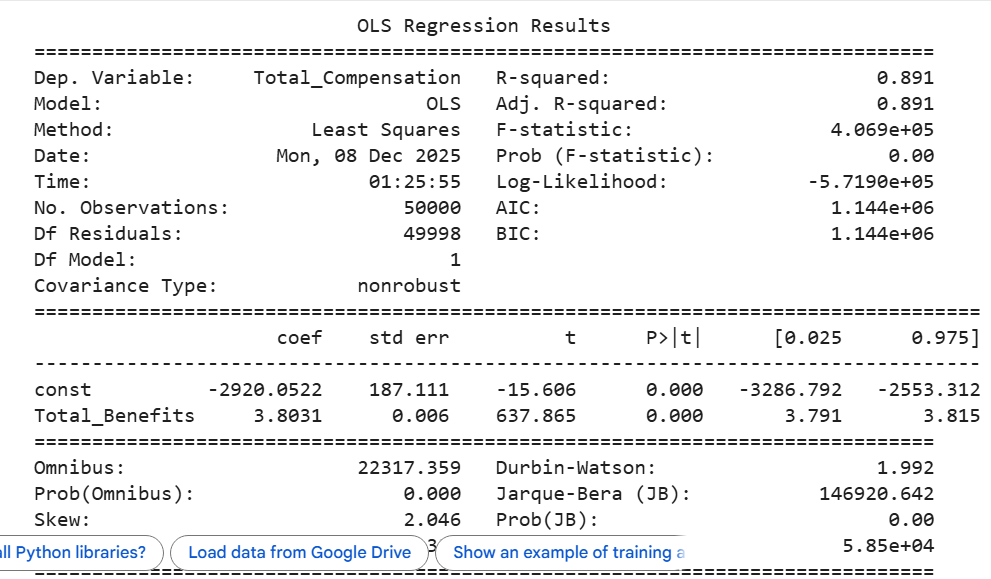 OLS Regression Results
==============================================================================
Dep. Variable: Total_Compensation R-squared: 0.891
Model: OLS Adj. R-squared: 0.891
Method: Least Squares F-statistic: 4.069e+05
Date: Mon, 08 Dec 2025 Prob (F-statistic): 0.00
Time: 01:25:55 Log-Likelihood: -5.7190e+05
No. Observations: 50000 AIC: 1.144e+06
Df Residuals: 49998 BIC: 1.144e+06
Df Model: 1
Covariance Type: nonrobust
==================================================================================
coef std err t P>|t| [0.025 0.975]
----------------------------------------------------------------------------------
const -2920.0522 187.111 -15.606 0.000 -3286.792 -2553.312
Total_Benefits 3.8031 0.006 637.865 0.000 3.791 3.815
==============================================================================
Omnibus: 22317.359 Durbin-Watson: 1.992
Prob(Omnibus): 0.000 Jarque-Bera (JB): 146920.642
Skew: 2.046 Prob(JB): 0.00
Python libraries? Load data from Google Drive 3 Show an example of training 5.85e+04
==============================================================================